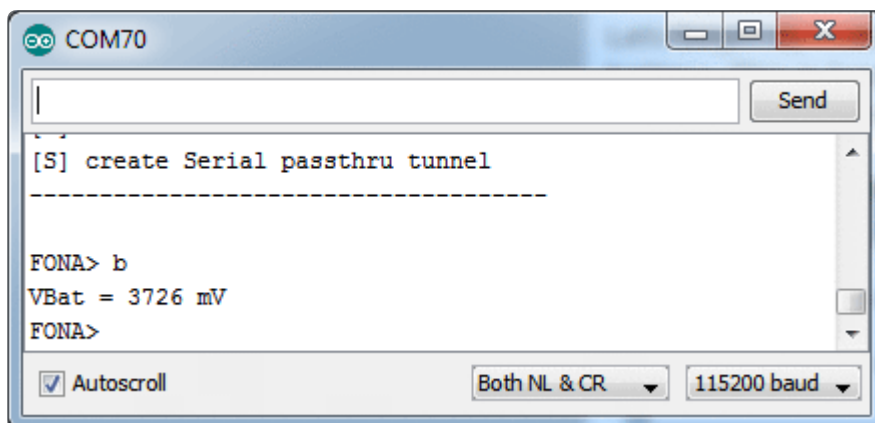 COM70
Send
[S] create Serial passthru tunnel
-------------------------------------
FONA> b
VBat = 3726 mV
FONA>
Autoscroll
Both NL & CR
115200 baud